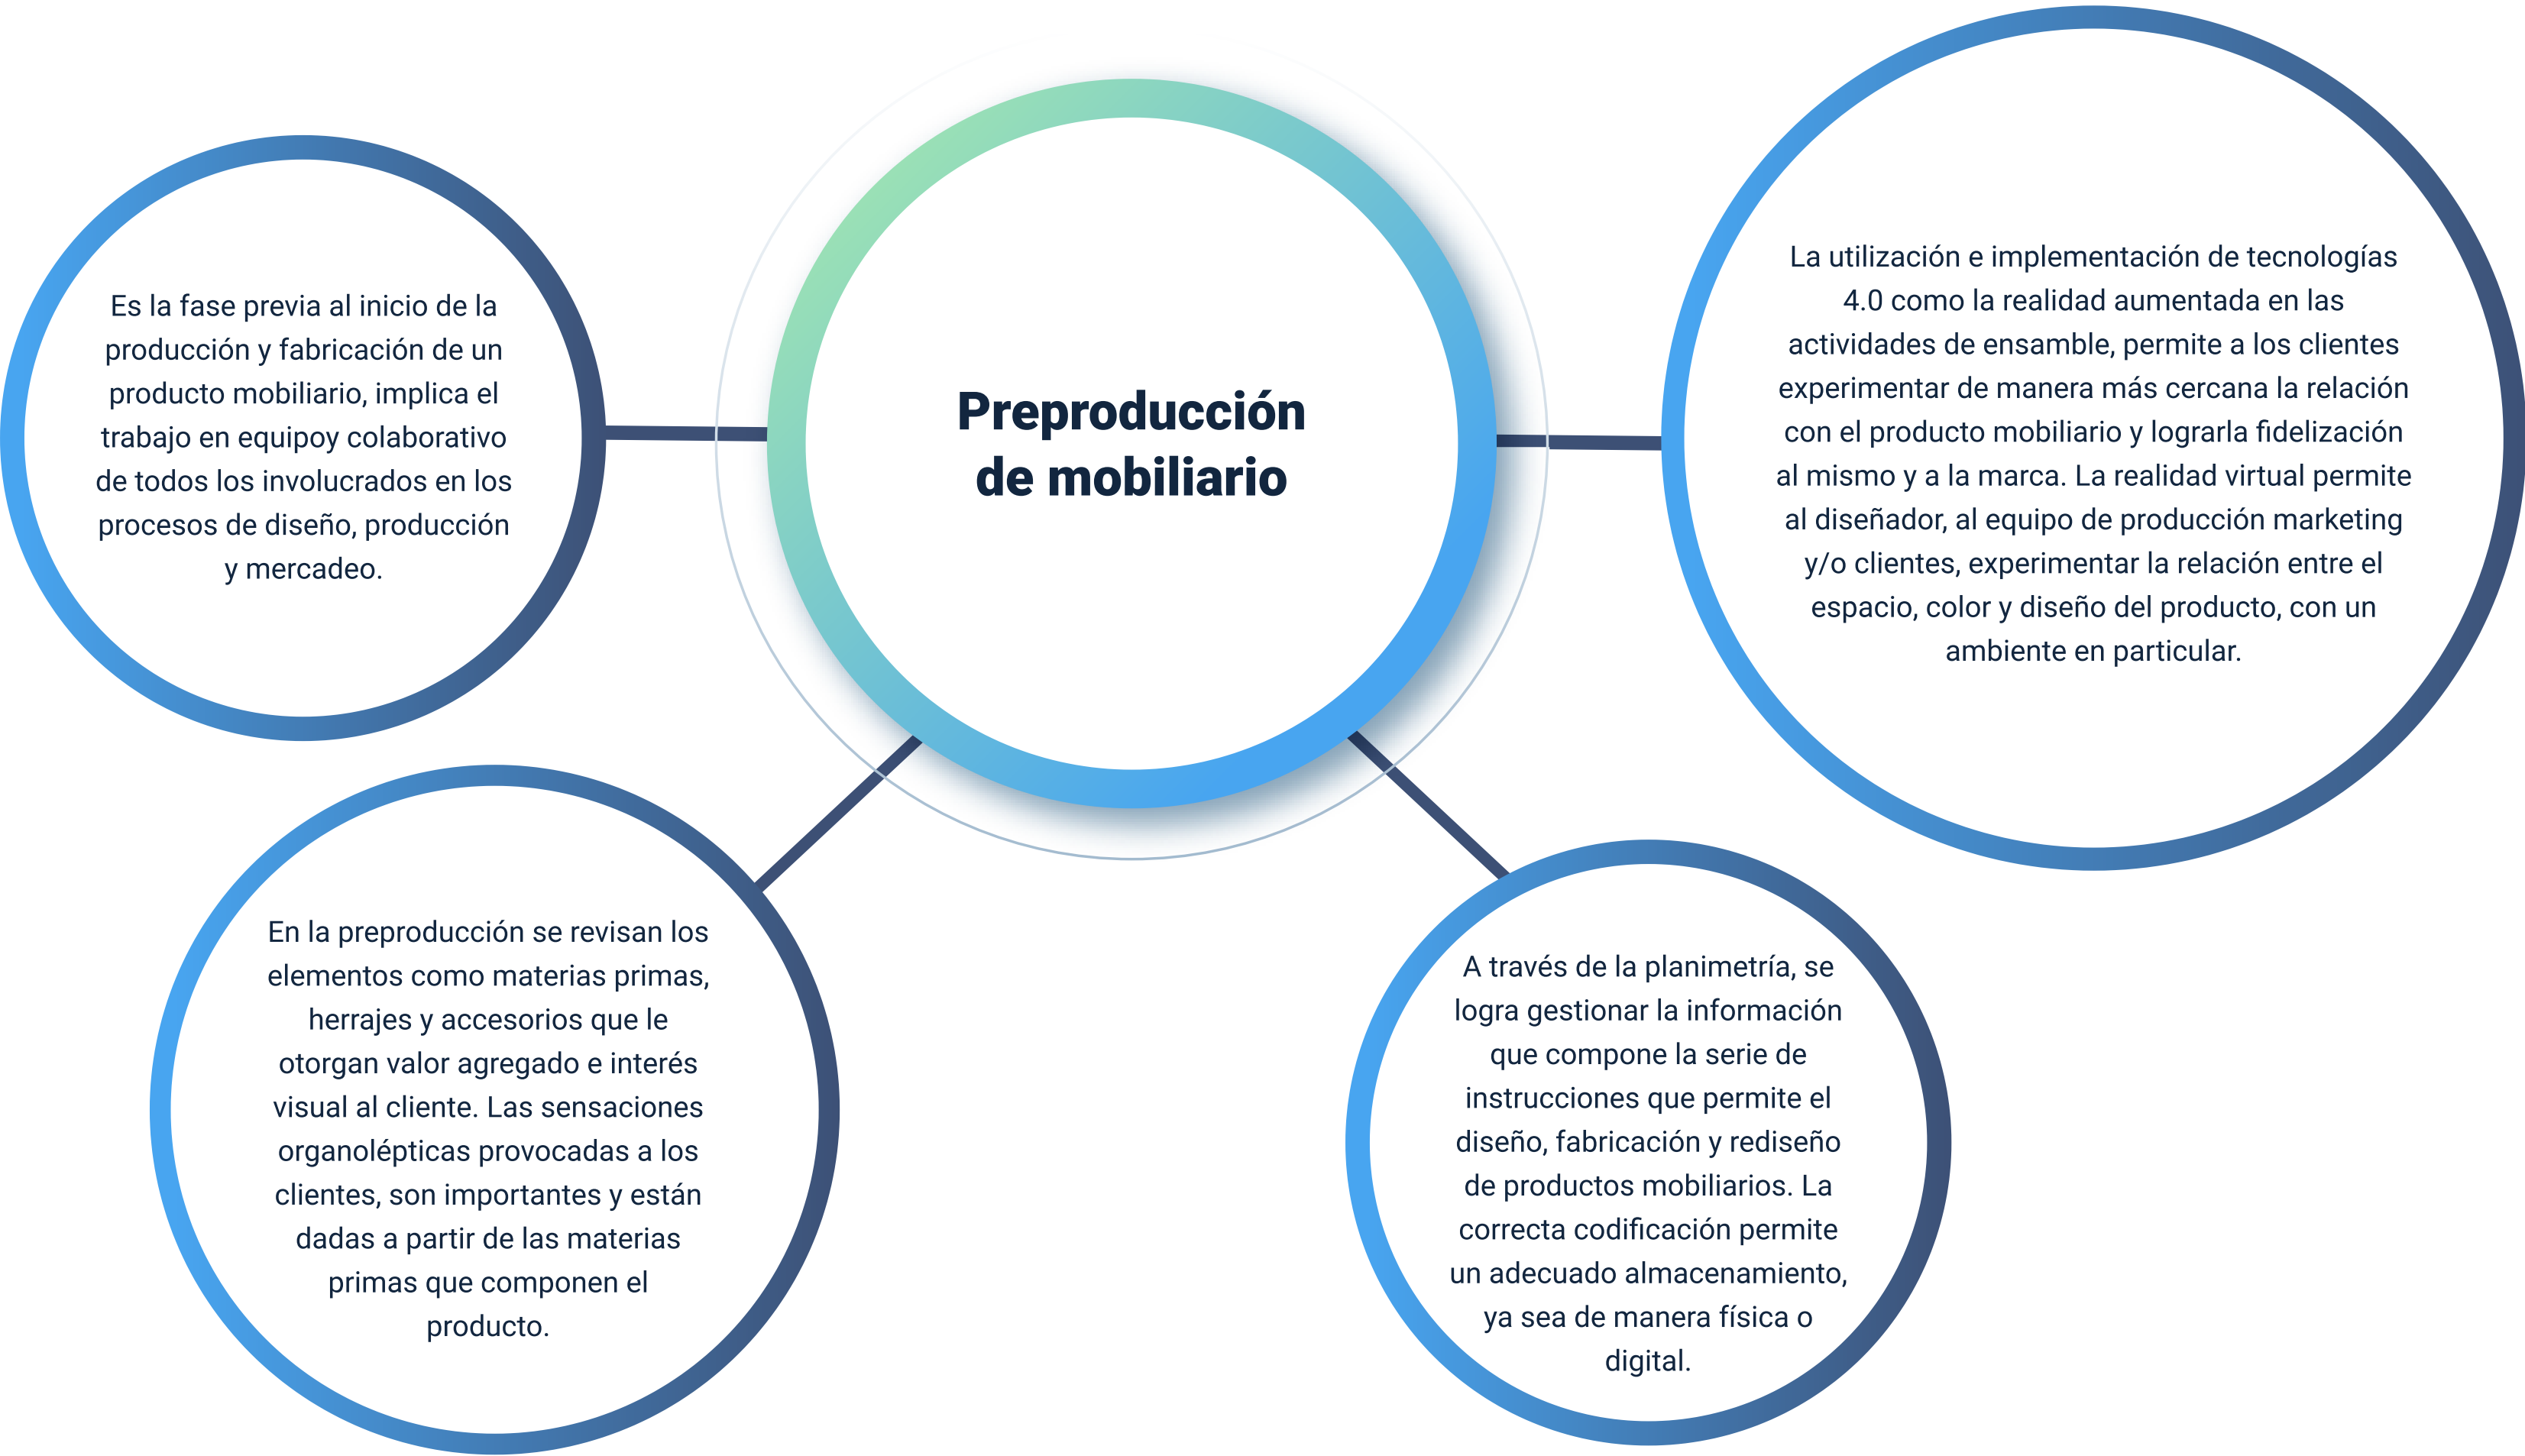 Preproducción
de mobiliario
Es la fase previa al inicio de la
producción y fabricación de un
producto mobiliario, implica el
trabajo en equipoy colaborativo
de todos los involucrados en los
procesos de diseño, producción
y mercadeo.
La utilización e implementación de tecnologías
4.0 como la realidad aumentada en las
actividades de ensamble, permite a los clientes
experimentar de manera más cercana la relación
con el producto mobiliario y lograrla fidelización
al mismo y a la marca. La realidad virtual permite
al diseñador, al equipo de producción marketing
y/o clientes, experimentar la relación entre el
espacio, color y diseño del producto, con un
ambiente en particular.
En la preproducción se revisan los
elementos como materias primas,
herrajes y accesorios que le
otorgan valor agregado e interés
visual al cliente. Las sensaciones
organolépticas provocadas a los
clientes, son importantes y están
dadas a partir de las materias
primas que componen el
producto.
A través de la planimetría, se
logra gestionar la información
que compone la serie de
instrucciones que permite el
diseño, fabricación y rediseño
de productos mobiliarios. La
correcta codificación permite
un adecuado almacenamiento,
ya sea de manera física o
digital.